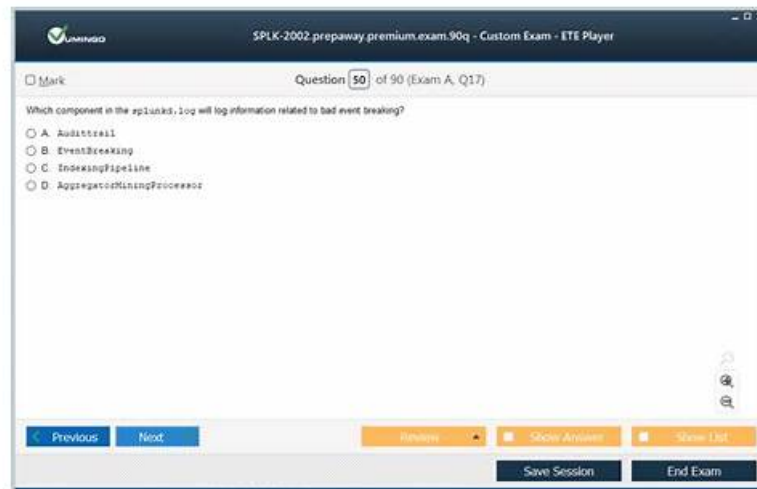 VUMINGO
SPLK-2002.prepaway.premium.exam.90q - Custom Exam - ETE Player
Mark
Question 50 of 90 (Exam A, Q17)
Which component in the splunkd.log will log information related to bad event breaking?
A. Audittrail
B. EventBreaking
C. IndexingPipeline
D. AggregatorMiningProcessor
Previous
Next
Review
Show Answer
Show List
Save Session
End Exam